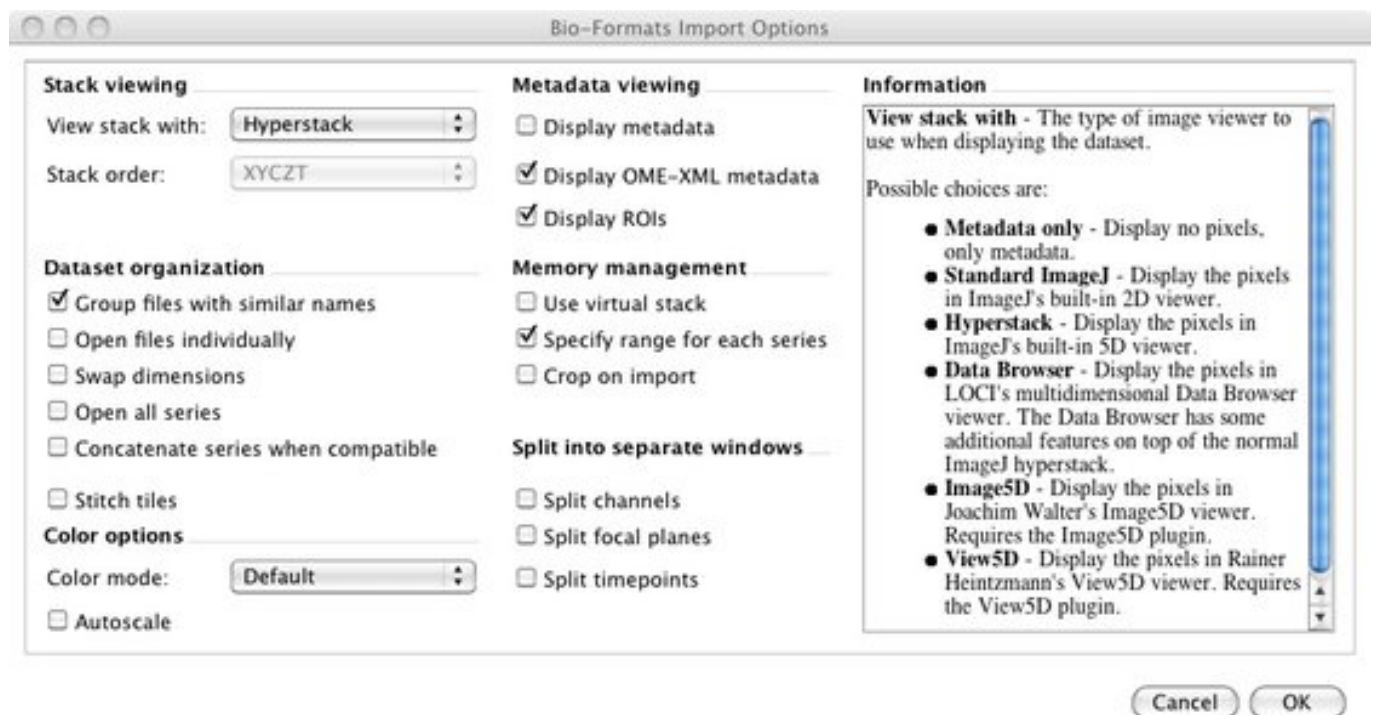 Bio-Formats Import Options
Stack viewing
View stack with: Hyperstack
Stack order: XYCZT
Dataset organization
Group files with similar names
Open files individually
Swap dimensions
Open all series
Concatenate series when compatible
Stitch tiles
Color options
Color mode: Default
Autoscale
Metadata viewing
Display metadata
Display OME-XML metadata
Display ROIs
Memory management
Use virtual stack
Specify range for each series
Crop on import
Split into separate windows
Split channels
Split focal planes
Split timepoints
Information
View stack with - The type of image viewer to
use when displaying the dataset.
Possible choices are:
● Metadata only - Display no pixels,
only metadata.
● Standard ImageJ - Display the pixels
in ImageJ's built-in 2D viewer.
● Hyperstack - Display the pixels in
ImageJ's built-in 5D viewer.
● Data Browser - Display the pixels in
LOCI's multidimensional Data Browser
viewer. The Data Browser has some
additional features on top of the normal
ImageJ hyperstack.
● Image5D - Display the pixels in
Joachim Walter's Image5D viewer.
Requires the Image5D plugin.
● View5D - Display the pixels in Rainer
Heintzmann's View5D viewer. Requires
the View5D plugin.
Cancel OK